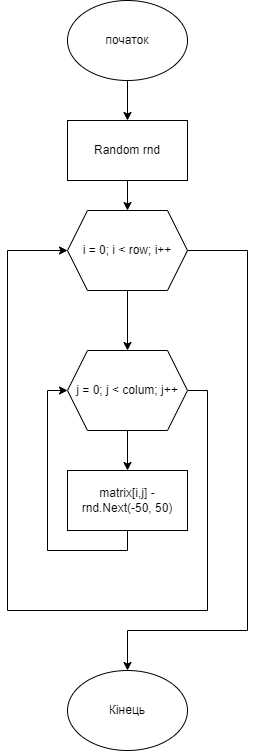 початок
Random rnd
i = 0; i < row; i++
j = 0; j < colum; j++
matrix[i,j] -
rnd.Next(-50, 50)
Кінець